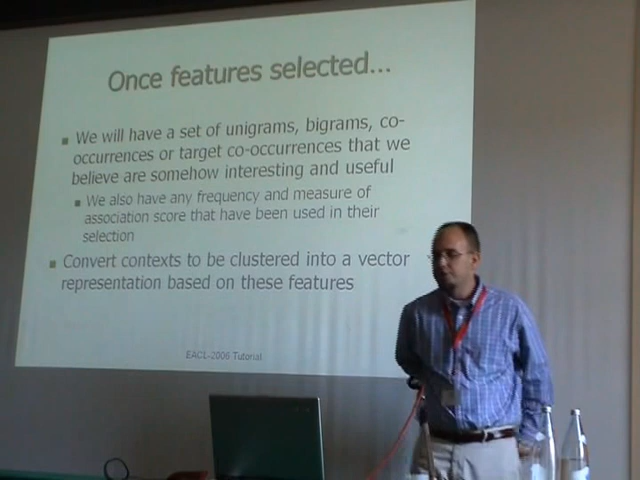 Once features selected...
We will have a set of unigrams, bigrams, co-
occurrences or target co-occurrences that we
believe are somehow interesting and useful
We also have any frequency and measure of
association score that have been used in their
selection
Convert contexts to be clustered into a vector
representation based on these features
EACL-2006 Tutorial